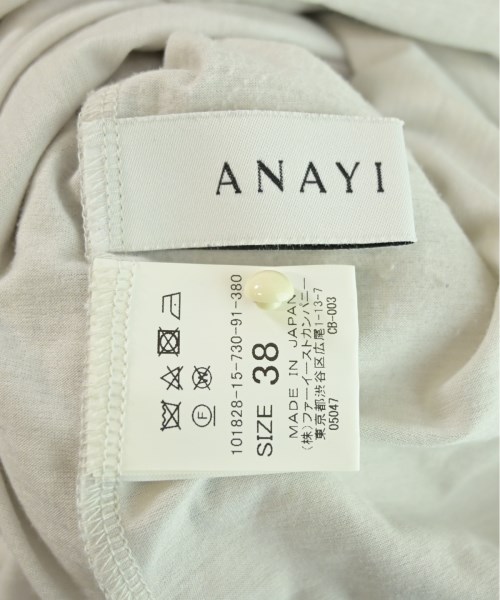 ANAYI
101828-15-730-91-380
SIZE 38
MADE IN JAPAN
(株)ファーイーストカンパニー
東京都渋谷区広尾1-13-7
05047 CB-003
F